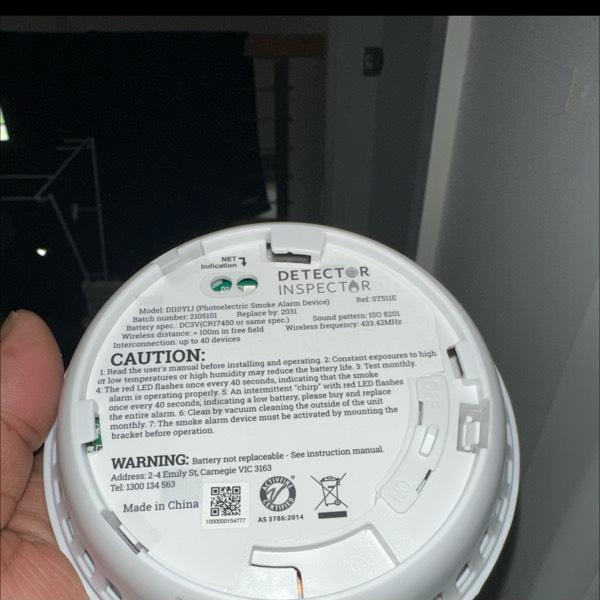 NET
Indication
DETECTOR
INSPECTOR
Model: DI10YLI (Photoelectric Smoke Alarm Device) Ref: ST511E
Batch number: 2105101 Replace by: 2031
Battery spec.: DC3V(CR17450 or same spec.) Sound pattern: ISO 8201
Wireless distance: > 100m in free field Wireless frequency: 433.42MHz
Interconnection: up to 40 devices
CAUTION:
1: Read the user's manual before installing and operating. 2: Constant exposures to high
or low temperatures or high humidity may reduce the battery life. 3: Test monthly.
4: The red LED flashes once every 40 seconds, indicating that the smoke
alarm is operating properly. 5: An intermittent "chirp" with red LED flashes
once every 40 seconds, indicating a low battery, please buy and replace
the entire alarm. 6: Clean by vacuum cleaning the outside of the unit
monthly. 7: The smoke alarm device must be activated by mounting the
bracket before operation.
WARNING: Battery not replaceable - See instruction manual.
Address: 2-4 Emily St, Carnegie VIC 3163
Tel: 1300 134 563
Made in China
1000000154777
ACTIVFIRE
CERTIFIED
AS 3786:2014